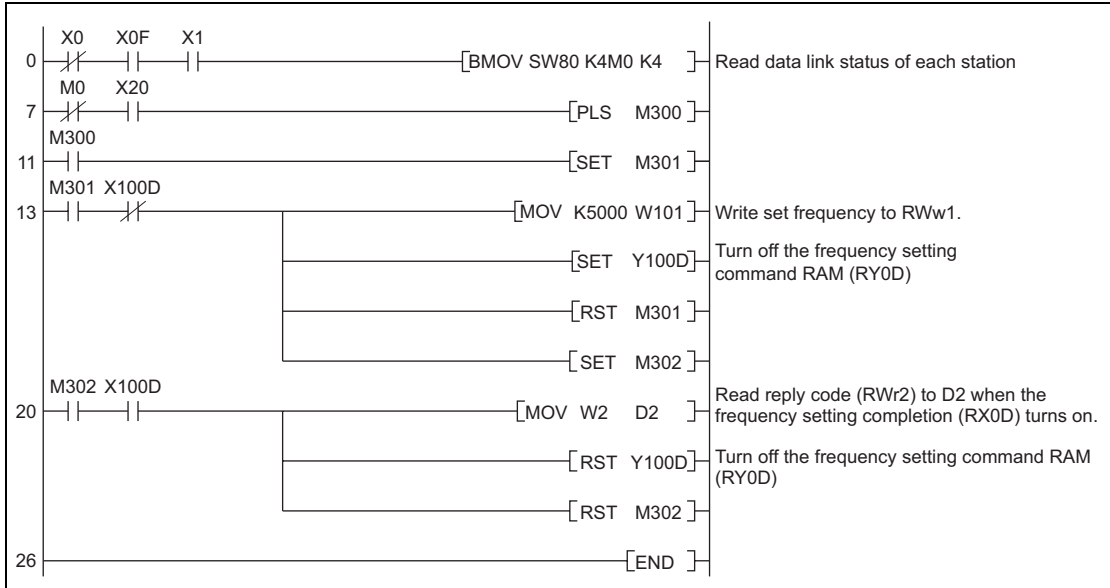 X0 X0F X1
0 BMOV SW80 K4M0 K4 Read data link status of each station
M0 X20
7 PLS M300
M300
11 SET M301
M301 X100D
13 MOV K5000 W101 Write set frequency to RWw1.
SET Y100D Turn off the frequency setting
command RAM (RY0D)
RST M301
SET M302
M302 X100D
20 MOV W2 D2 Read reply code (RWr2) to D2 when the
frequency setting completion (RX0D) turns on.
RST Y100D Turn off the frequency setting command RAM
(RY0D)
RST M302
26 END